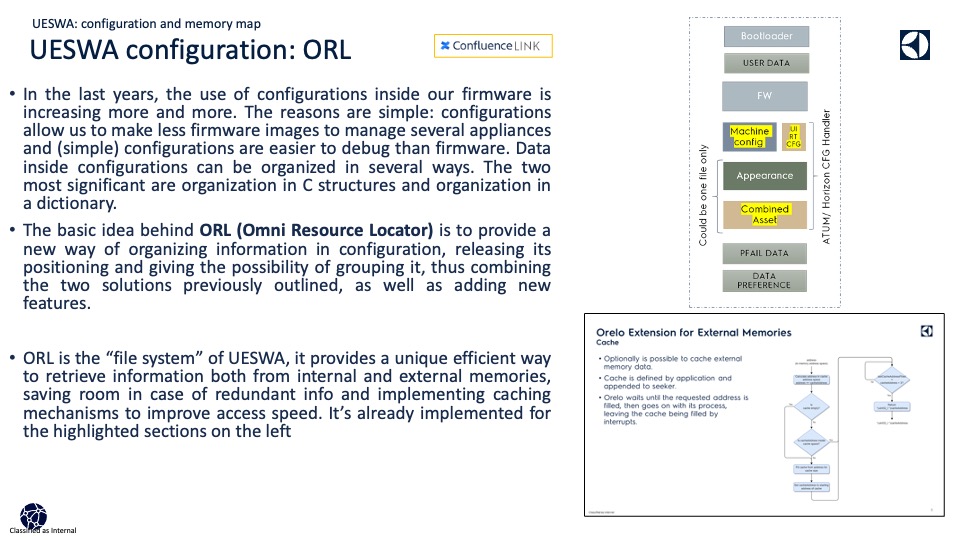 UESWA: configuration and memory map
UESWA configuration: ORL
Confluence LINK
• In the last years, the use of configurations inside our firmware is
increasing more and more. The reasons are simple: configurations
allow us to make less firmware images to manage several appliances
and (simple) configurations are easier to debug than firmware. Data
inside configurations can be organized in several ways. The two
most significant are organization in C structures and organization in
a dictionary.
• The basic idea behind ORL (Omni Resource Locator) is to provide a
new way of organizing information in configuration, releasing its
positioning and giving the possibility of grouping it, thus combining
the two solutions previously outlined, as well as adding new
features.
• ORL is the “file system” of UESWA, it provides a unique efficient way
to retrieve information both from internal and external memories,
saving room in case of redundant info and implementing caching
mechanisms to improve access speed. It’s already implemented for
the highlighted sections on the left
Classified as Internal
Bootloader
USER DATA
FW
Machine
config
UI
RT
CFG
Appearance
Combined
Asset
PFAIL DATA
DATA
PREFERENCE
Could be one file only
ATUM/ Horizon CFG Handler
Orelo Extension for External Memories
Cache
• Optionally is possible to cache external
memory data.
• Cache is defined by application and
appended to seeker.
• Orelo waits until the requested address is
filled, then goes on with its process,
leaving the cache being filled by
interrupts.